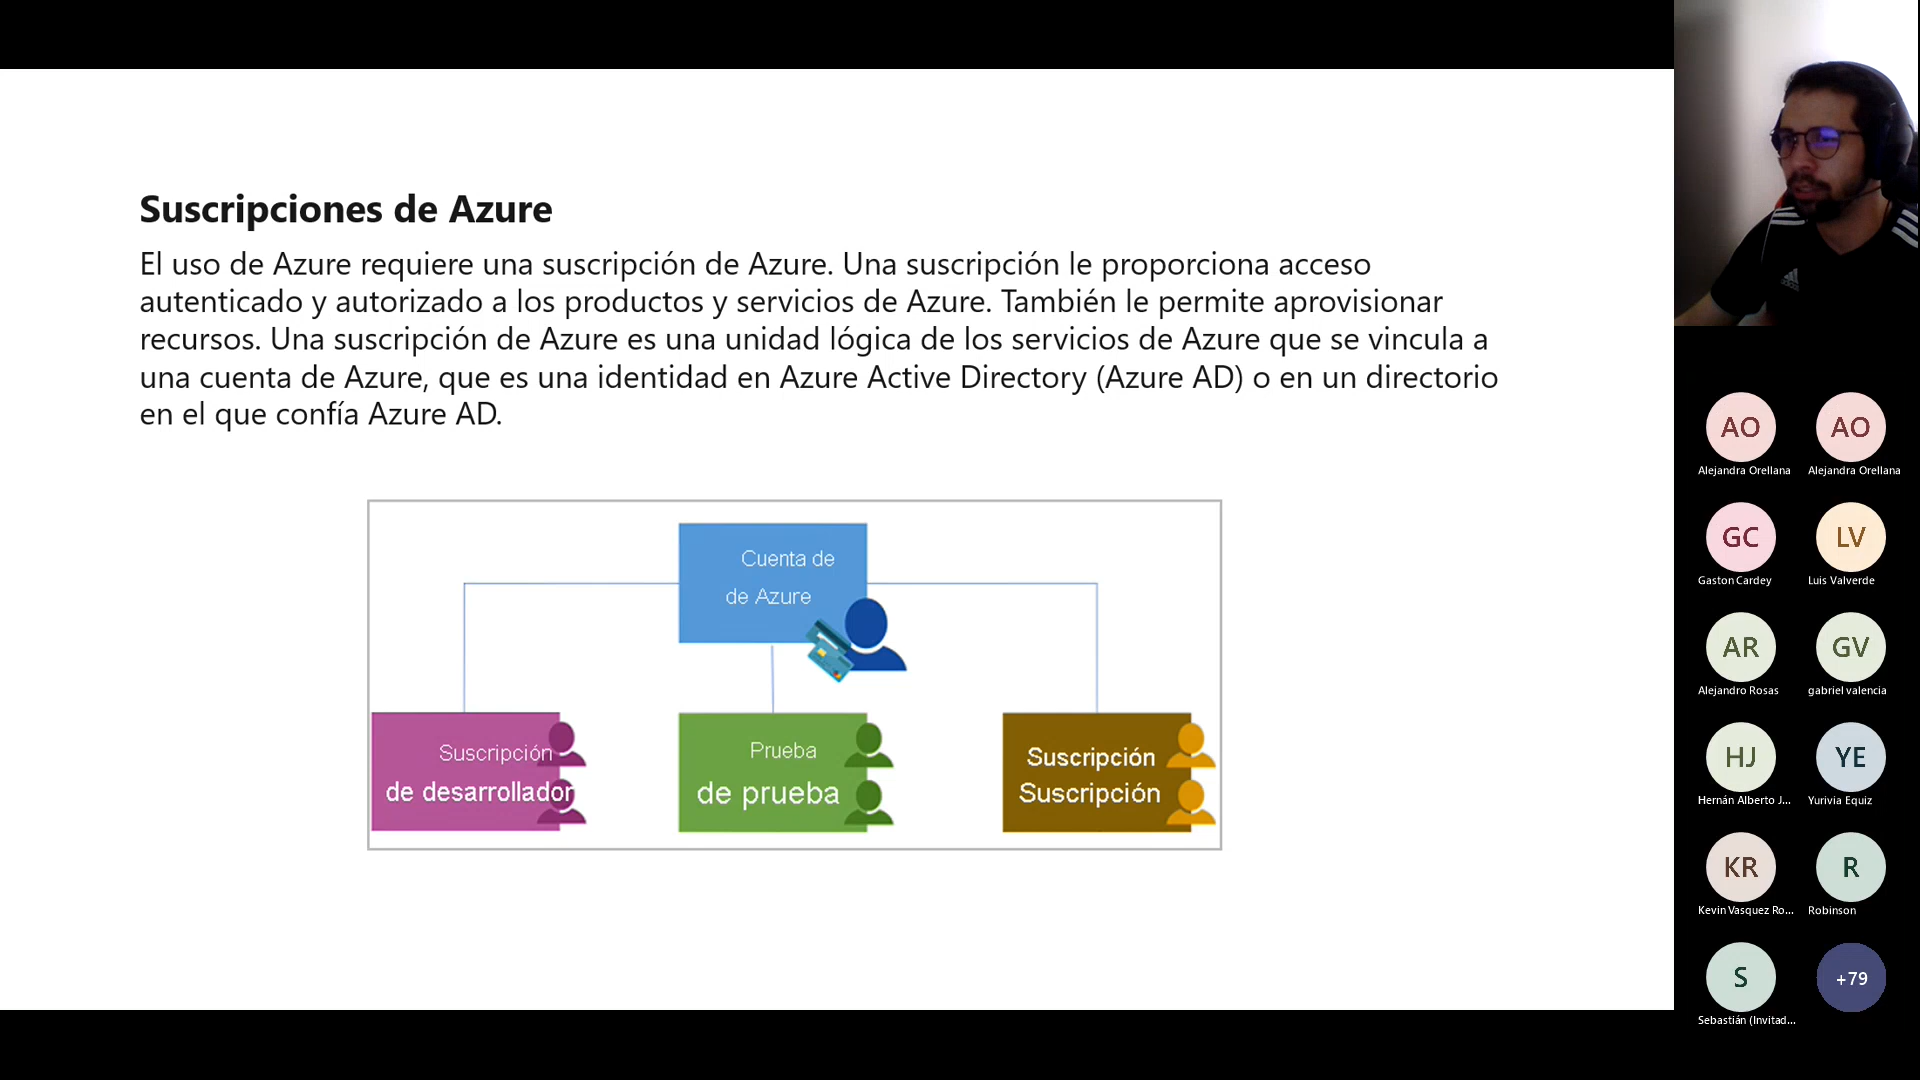 Suscripciones de Azure
El uso de Azure requiere una suscripción de Azure. Una suscripción le proporciona acceso
autenticado y autorizado a los productos y servicios de Azure. También le permite aprovisionar
recursos. Una suscripción de Azure es una unidad lógica de los servicios de Azure que se vincula a
una cuenta de Azure, que es una identidad en Azure Active Directory (Azure AD) o en un directorio
en el que confía Azure AD.
Cuenta de
de Azure
Suscripción
de desarrollador
Prueba
de prueba
Suscripción
Suscripción
AO
AO
Alejandra Orellana
Alejandra Orellana
GC
LV
Gaston Cardey
Luis Valverde
AR
GV
Alejandro Rosas
gabriel valencia
HJ
YE
Hernán Alberto J...
Yurivia Equiz
KR
R
Kevin Vasquez Ro...
Robinson
S
+79
Sebastián (Invitad...